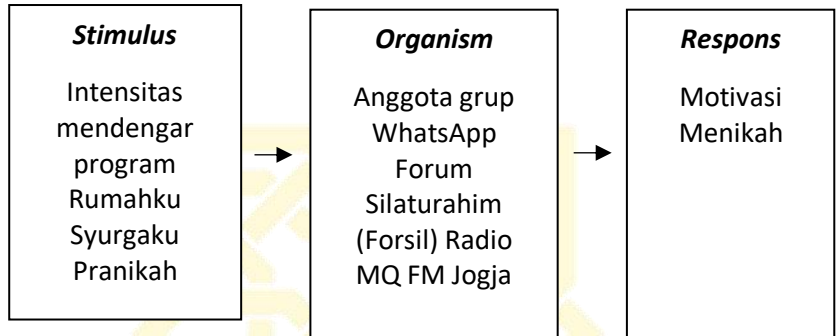 Stimulus
Intensitas
mendengar
program
Rumahku
Syurgaku
Pranikah
Organism
Anggota grup
WhatsApp
Forum
Silaturahim
(Forsil) Radio
MQ FM Jogja
Respons
Motivasi
Menikah